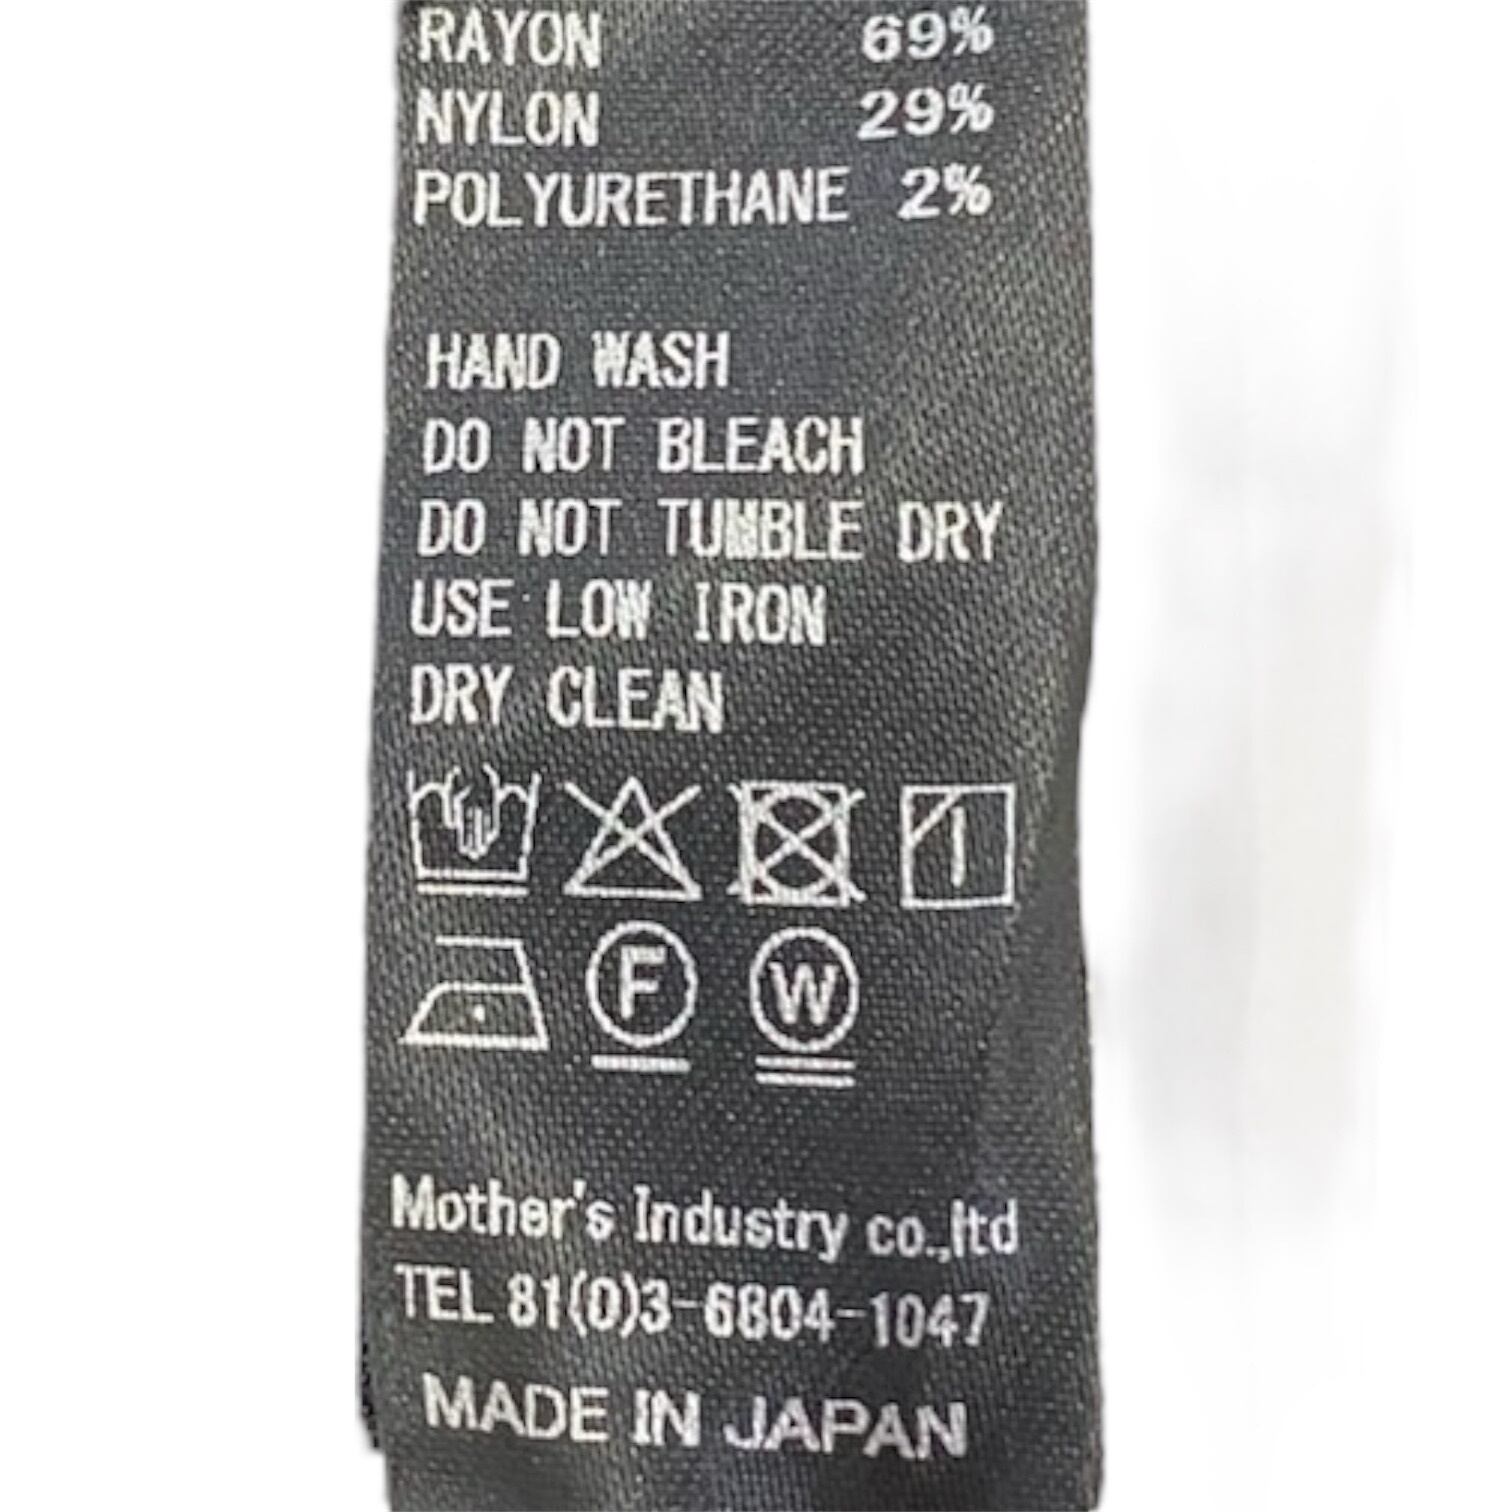 RAYON 69%
NYLON 29%
POLYURETHANE 2%
HAND WASH
DO NOT BLEACH
DO NOT TUMBLE DRY
USE LOW IRON
DRY CLEAN
F W
Mother's Industry co.,ltd
TEL 81(0)3-6804-1047
MADE IN JAPAN